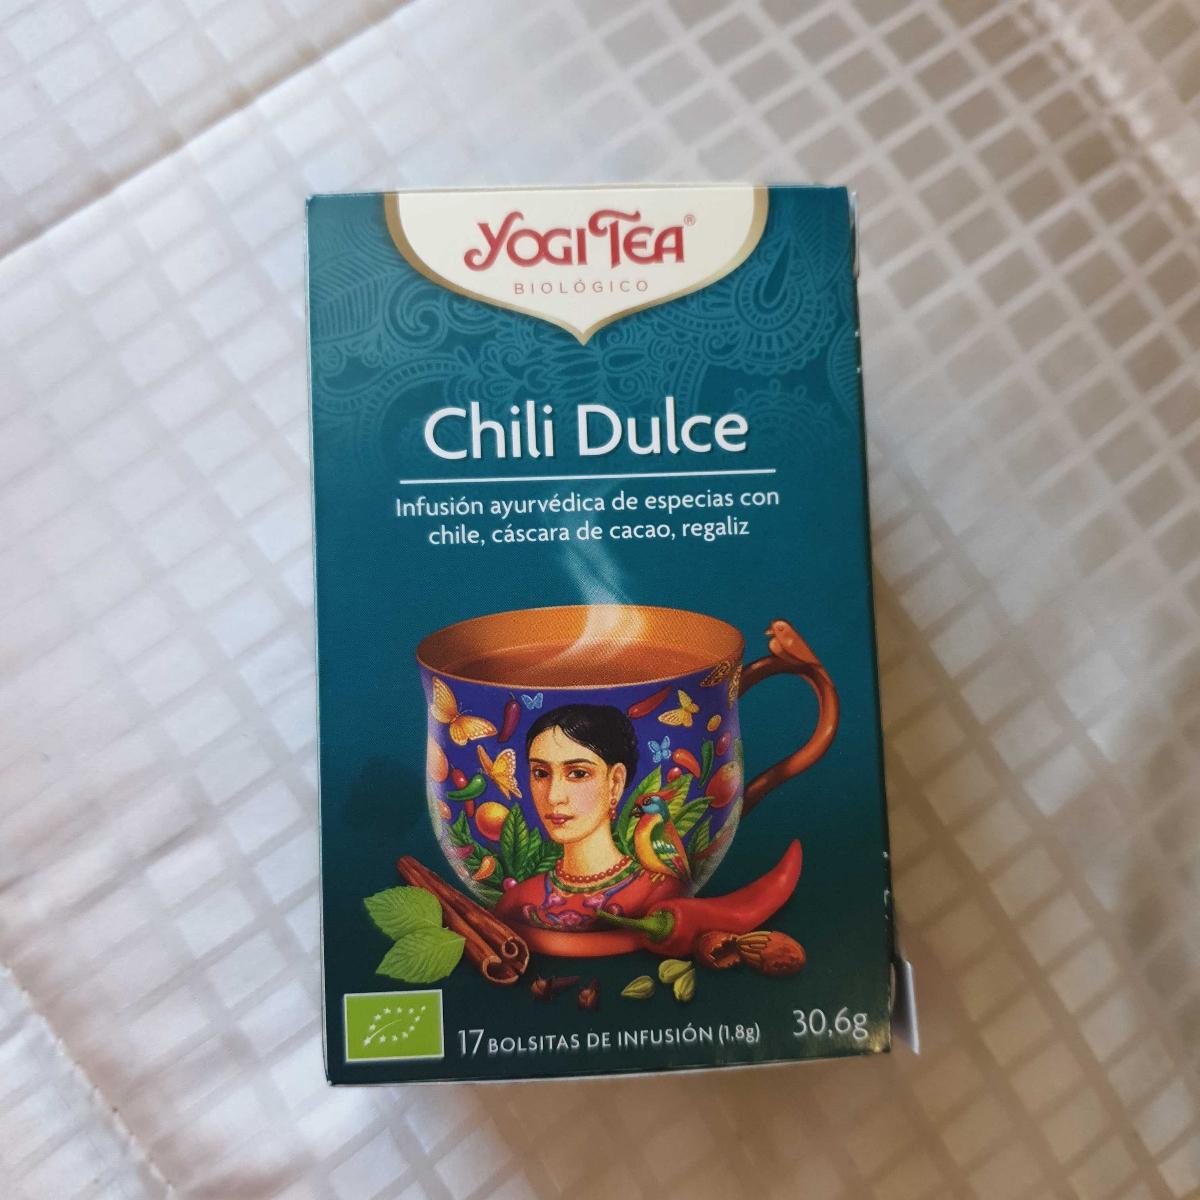 YOGI TEA®
BIOLÓGICO
Chili Dulce
Infusión ayurvédica de especias con
chile, cáscara de cacao, regaliz
17 BOLSITAS DE INFUSIÓN (1,8g) 30,6g